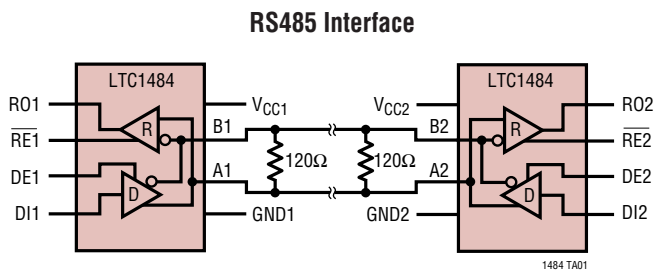 RS485 Interface
LTC1484
LTC1484
RO1
R
VCC1
VCC2
R
RO2
RE1
B1
B2
RE2
120Ω
120Ω
DE1
A1
A2
DE2
DI1
D
GND1
GND2
D
DI2
1484 TA01